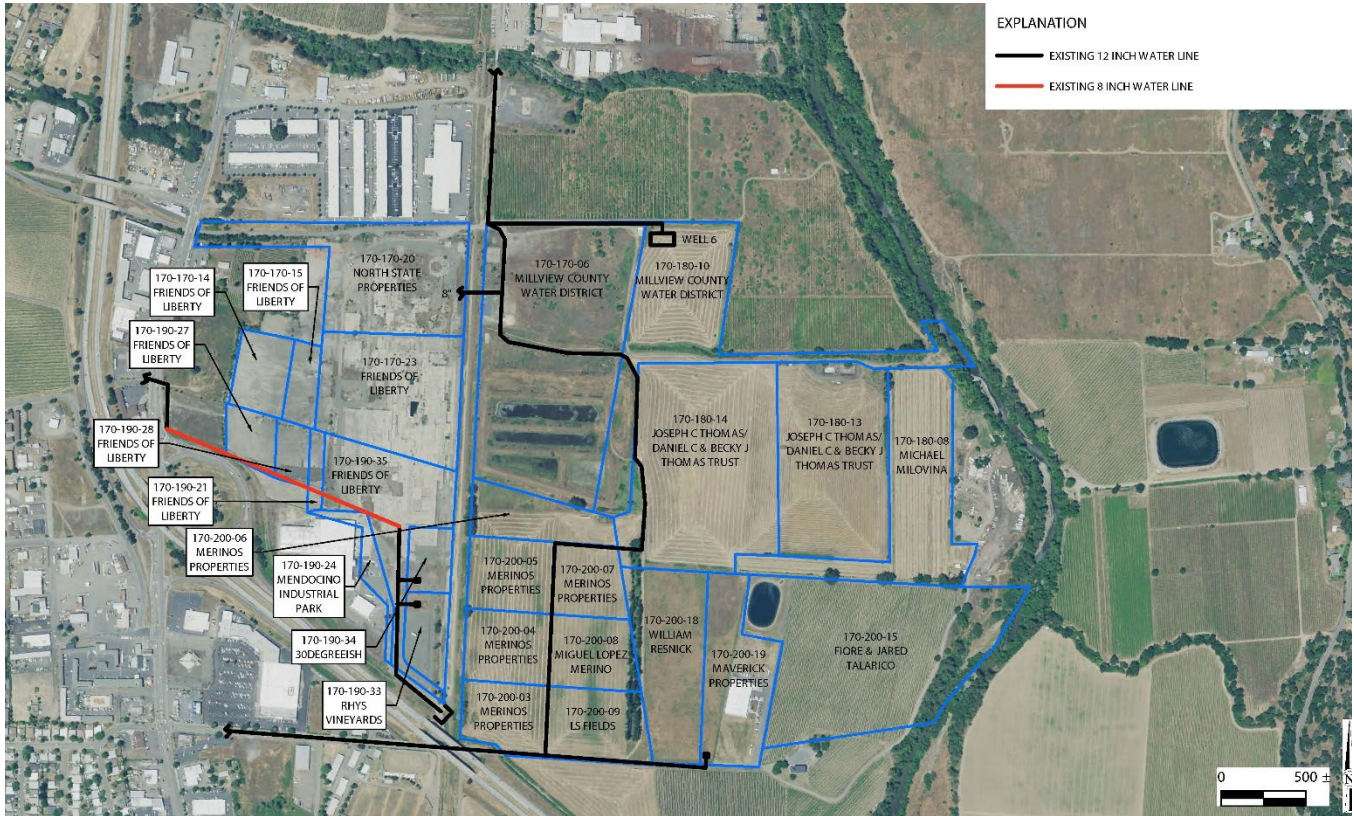 EXPLANATION
EXISTING 12 INCH WATER LINE
EXISTING 8 INCH WATER LINE
WELL 6
170-170-20
NORTH STATE
PROPERTIES
170-170-06
MILLVIEW COUNTY
WATER DISTRICT
170-180-10
MILLVIEW COUNTY
WATER DISTRICT
170-170-14
FRIENDS OF
LIBERTY
170-170-15
FRIENDS OF
LIBERTY
8"
170-190-27
FRIENDS OF
LIBERTY
170-170-23
FRIENDS OF
LIBERTY
170-180-14
JOSEPH C THOMAS/
DANIEL C & BECKY J
THOMAS TRUST
170-180-13
JOSEPH C THOMAS/
DANIEL C & BECKY J
THOMAS TRUST
170-180-08
MICHAEL
MILOVINA
170-190-28
FRIENDS OF
LIBERTY
170-190-35
FRIENDS OF
LIBERTY
170-190-21
FRIENDS OF
LIBERTY
170-200-06
MERINOS
PROPERTIES
170-190-24
MENDOCINO
INDUSTRIAL
PARK
170-200-05
MERINOS
PROPERTIES
170-200-07
MERINOS
PROPERTIES
170-190-34
30DEGREEISH
170-200-04
MERINOS
PROPERTIES
170-200-08
MIGUEL LOPEZ
MERINO
170-200-18
WILLIAM
RESNICK
170-200-19
MAVERICK
PROPERTIES
170-200-15
FIORE & JARED
TALARICO
170-190-33
RHYS
VINEYARDS
170-200-03
MERINOS
PROPERTIES
170-200-09
LS FIELDS
0 500 ±
N